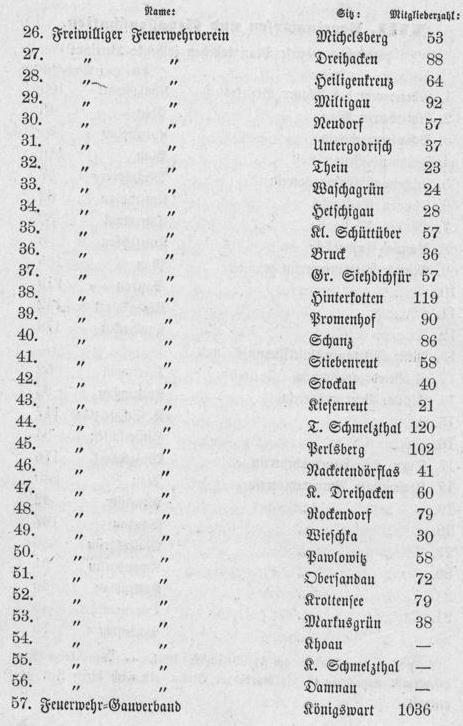 Name: Sitz: Mitgliederzahl:
26. Freiwilliger Feuerwehrverein Michelsberg 53
27. „ „ Dreihacken 88
28. „ „ Heiligenkreuz 64
29. „ „ Miltigau 92
30. „ „ Neudorf 57
31. „ „ Untergodrisch 37
32. „ „ Thein 23
33. „ „ Waschagrün 24
34. „ „ Hetschigau 28
35. „ „ Kl. Schüttüber 57
36. „ „ Bruck 36
37. „ „ Gr. Siehdichfür 57
38. „ „ Hinterkotten 119
39. „ „ Promenhof 90
40. „ „ Schanz 86
41. „ „ Stiebenreut 58
42. „ „ Stockau 40
43. „ „ Kiesenreut 21
44. „ „ T. Schmelzthal 120
45. „ „ Perlsberg 102
46. „ „ Nacketendörflas 41
47. „ „ K. Dreihacken 60
48. „ „ Rockendorf 79
49. „ „ Wieschka 30
50. „ „ Pawlowitz 58
51. „ „ Obersandau 72
52. „ „ Krottensee 79
53. „ „ Markusgrün 38
54. „ „ Khoau —
55. „ „ K. Schmelzthal —
56. „ „ Damnau —
57. Feuerwehr-Gauverband Königswart 1036